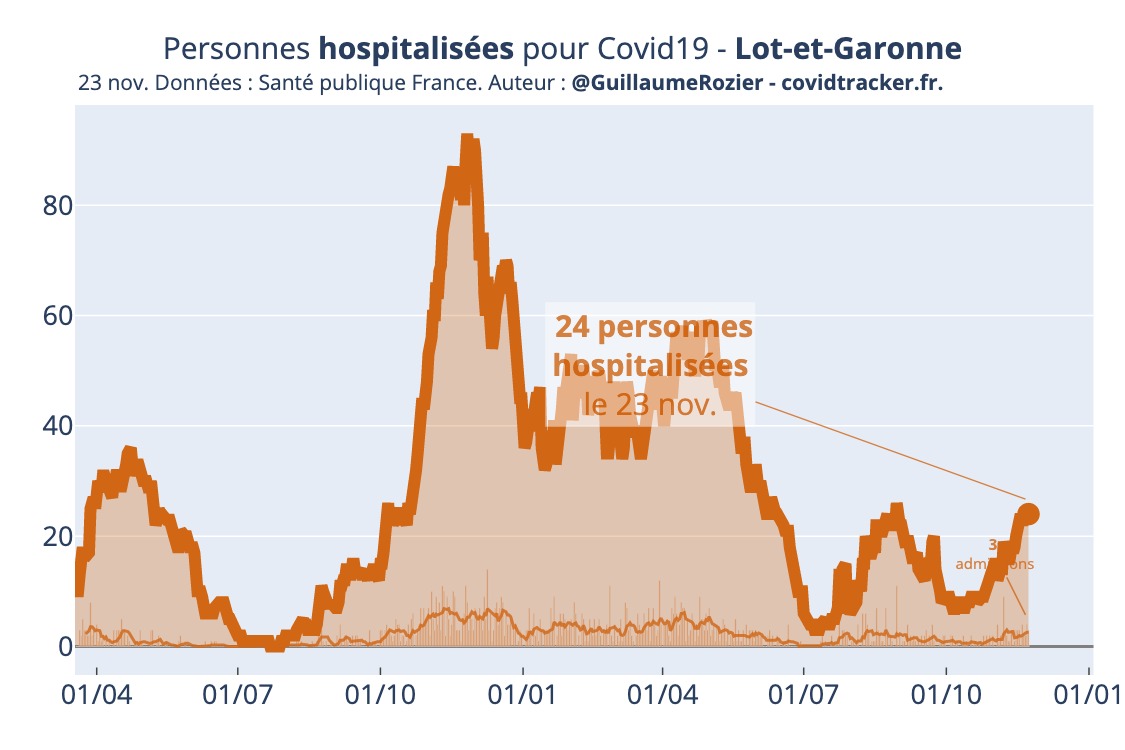 Personnes hospitalisées pour Covid19 - Lot-et-Garonne
23 nov. Données : Santé publique France. Auteur : @GuillaumeRozier - covidtracker.fr.
80
60
40
20
0
24 personnes
hospitalisées
le 23 nov.
3
01/04 01/07 01/10 01/01 01/04 01/07 01/10 01/01